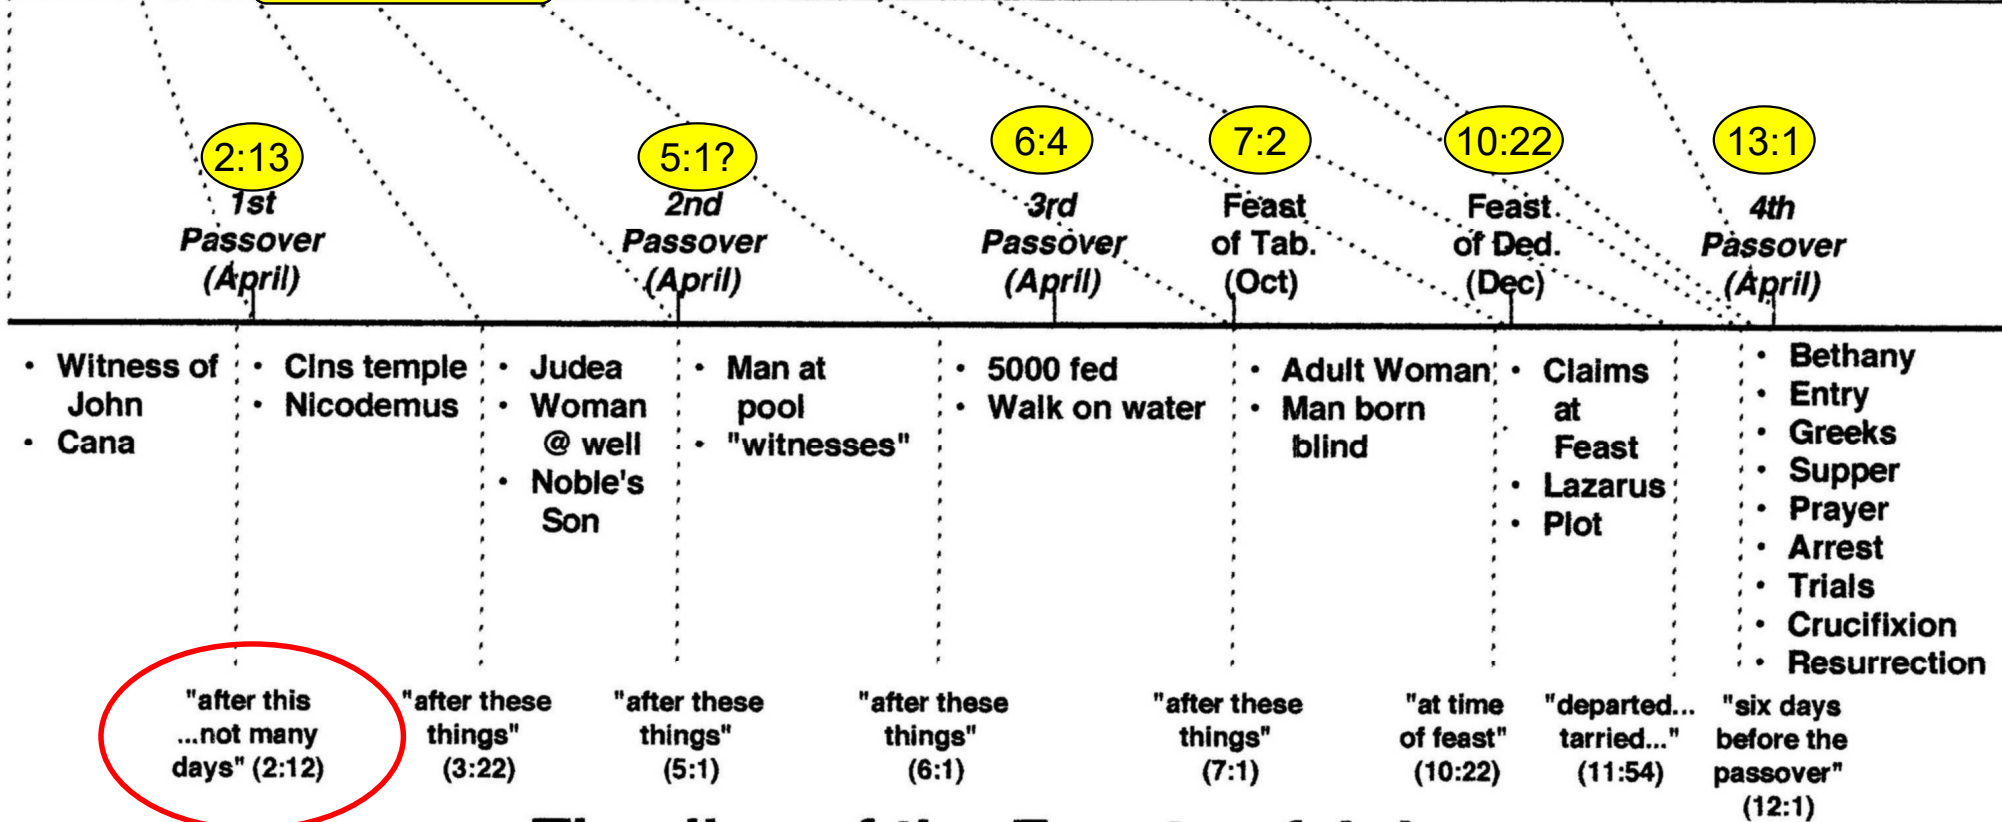 2:13
1st
Passover
(April)
5:1?
2nd
Passover
(April)
6:4
3rd
Passover
(April)
7:2
Feast
of Tab.
(Oct)
10:22
Feast
of Ded.
(Dec)
13:1
4th
Passover
(April)
• Witness of
John
• Cana
• Clns temple
• Nicodemus
• Judea
• Woman
@ well
• Noble's
Son
• Man at
pool
• "witnesses"
• 5000 fed
• Walk on water
• Adult Woman
• Man born
blind
• Claims
at
Feast
• Lazarus
• Plot
• Bethany
• Entry
• Greeks
• Supper
• Prayer
• Arrest
• Trials
• Crucifixion
• Resurrection
"after this
...not many
days" (2:12)
"after these
things"
(3:22)
"after these
things"
(5:1)
"after these
things"
(6:1)
"after these
things"
(7:1)
"at time
of feast"
(10:22)
"departed...
tarried..."
(11:54)
"six days
before the
passover"
(12:1)